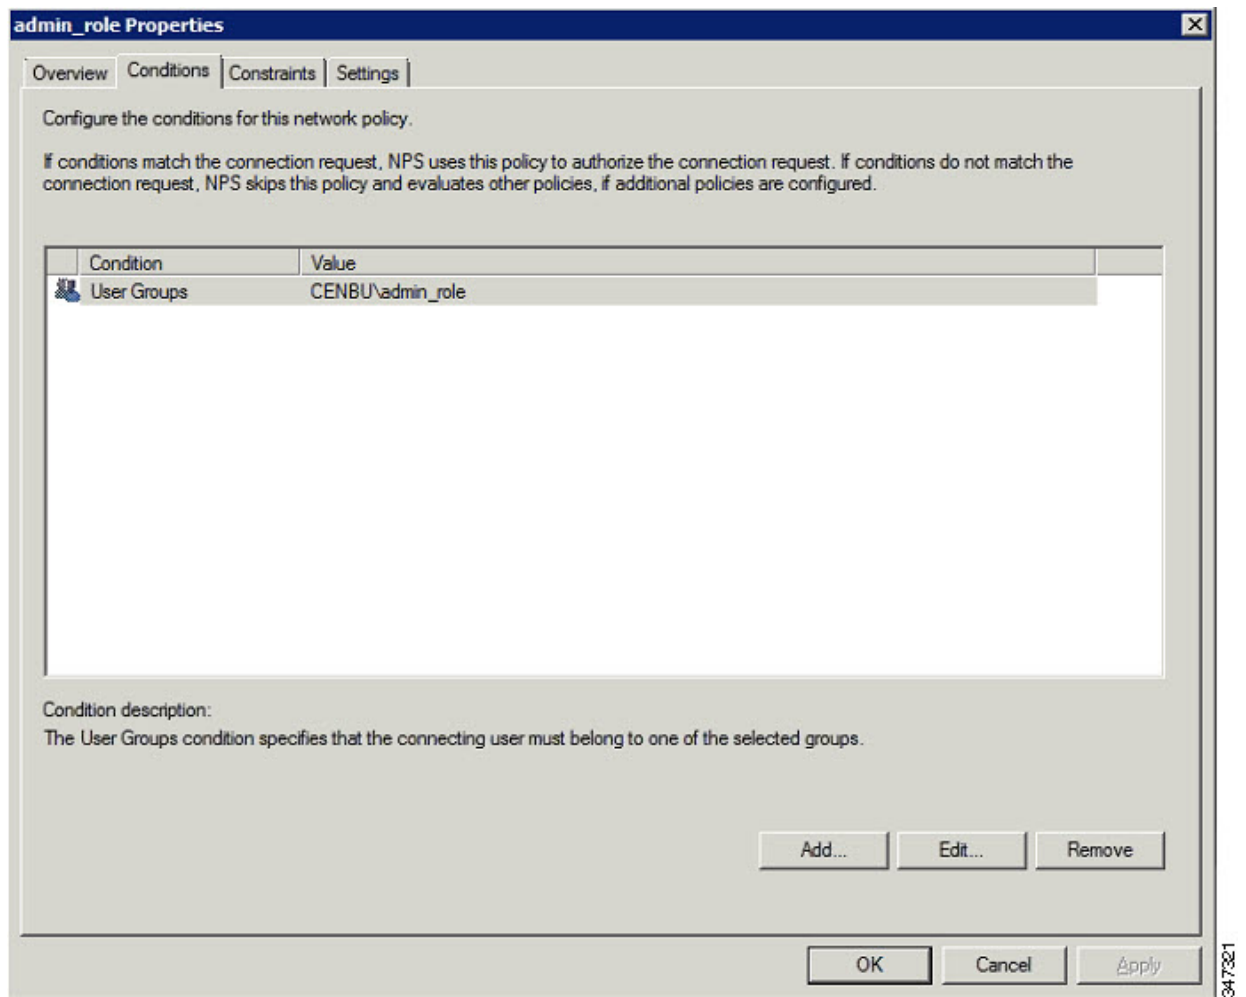 admin_role Properties
Overview Conditions Constraints Settings
Configure the conditions for this network policy.
If conditions match the connection request, NPS uses this policy to authorize the connection request. If conditions do not match the
connection request, NPS skips this policy and evaluates other policies, if additional policies are configured.
Condition Value
User Groups CENBU\admin_role
Condition description:
The User Groups condition specifies that the connecting user must belong to one of the selected groups.
Add... Edit... Remove
OK Cancel Apply
347321